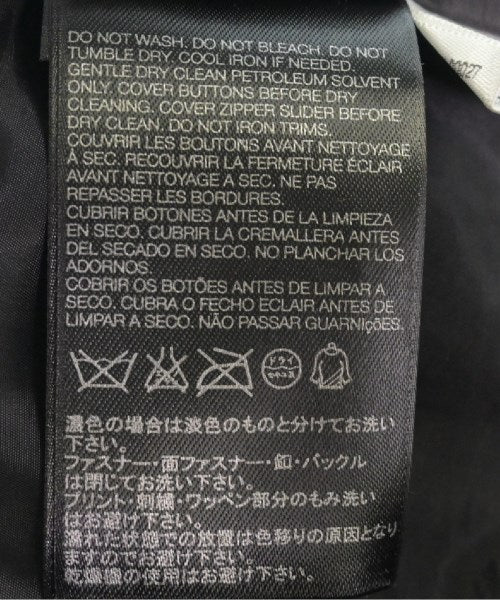 DO NOT WASH. DO NOT BLEACH. DO NOT
TUMBLE DRY. COOL IRON IF NEEDED.
GENTLE DRY CLEAN PETROLEUM SOLVENT
ONLY. COVER BUTTONS BEFORE DRY
CLEANING. COVER ZIPPER SLIDER BEFORE
DRY CLEAN. DO NOT IRON TRIMS.
COUVRIR LES BOUTONS AVANT NETTOYAGE
À SEC. RECOUVRIR LA FERMETURE ÉCLAIR
AVANT NETTOYAGE A SEC. NE PAS
REPASSER LES BORDURES.
CUBRIR BOTONES ANTES DE LA LIMPIEZA
EN SECO. CUBRIR LA CREMALLERA ANTES
DEL SECADO EN SECO. NO PLANCHAR LOS
ADORNOS.
COBRIR OS BOTÕES ANTES DE LIMPAR A
SECO. CUBRA O FECHO ECLAIR ANTES DE
LIMPAR A SECO. NÃO PASSAR GUARNIçõES.
ドライ
セキユ系
濃色の場合は淡色のものと分けてお洗い
下さい。
ファスナー・面ファスナー・釦・バックル
は閉じてお洗い下さい。
プリント・刺繍・ワッペン部分のもみ洗い
はお避け下さい。
濡れた状態での放置は色移りの原因となり
ますのでお避け下さい。
乾燥機の使用はお避け下さい。